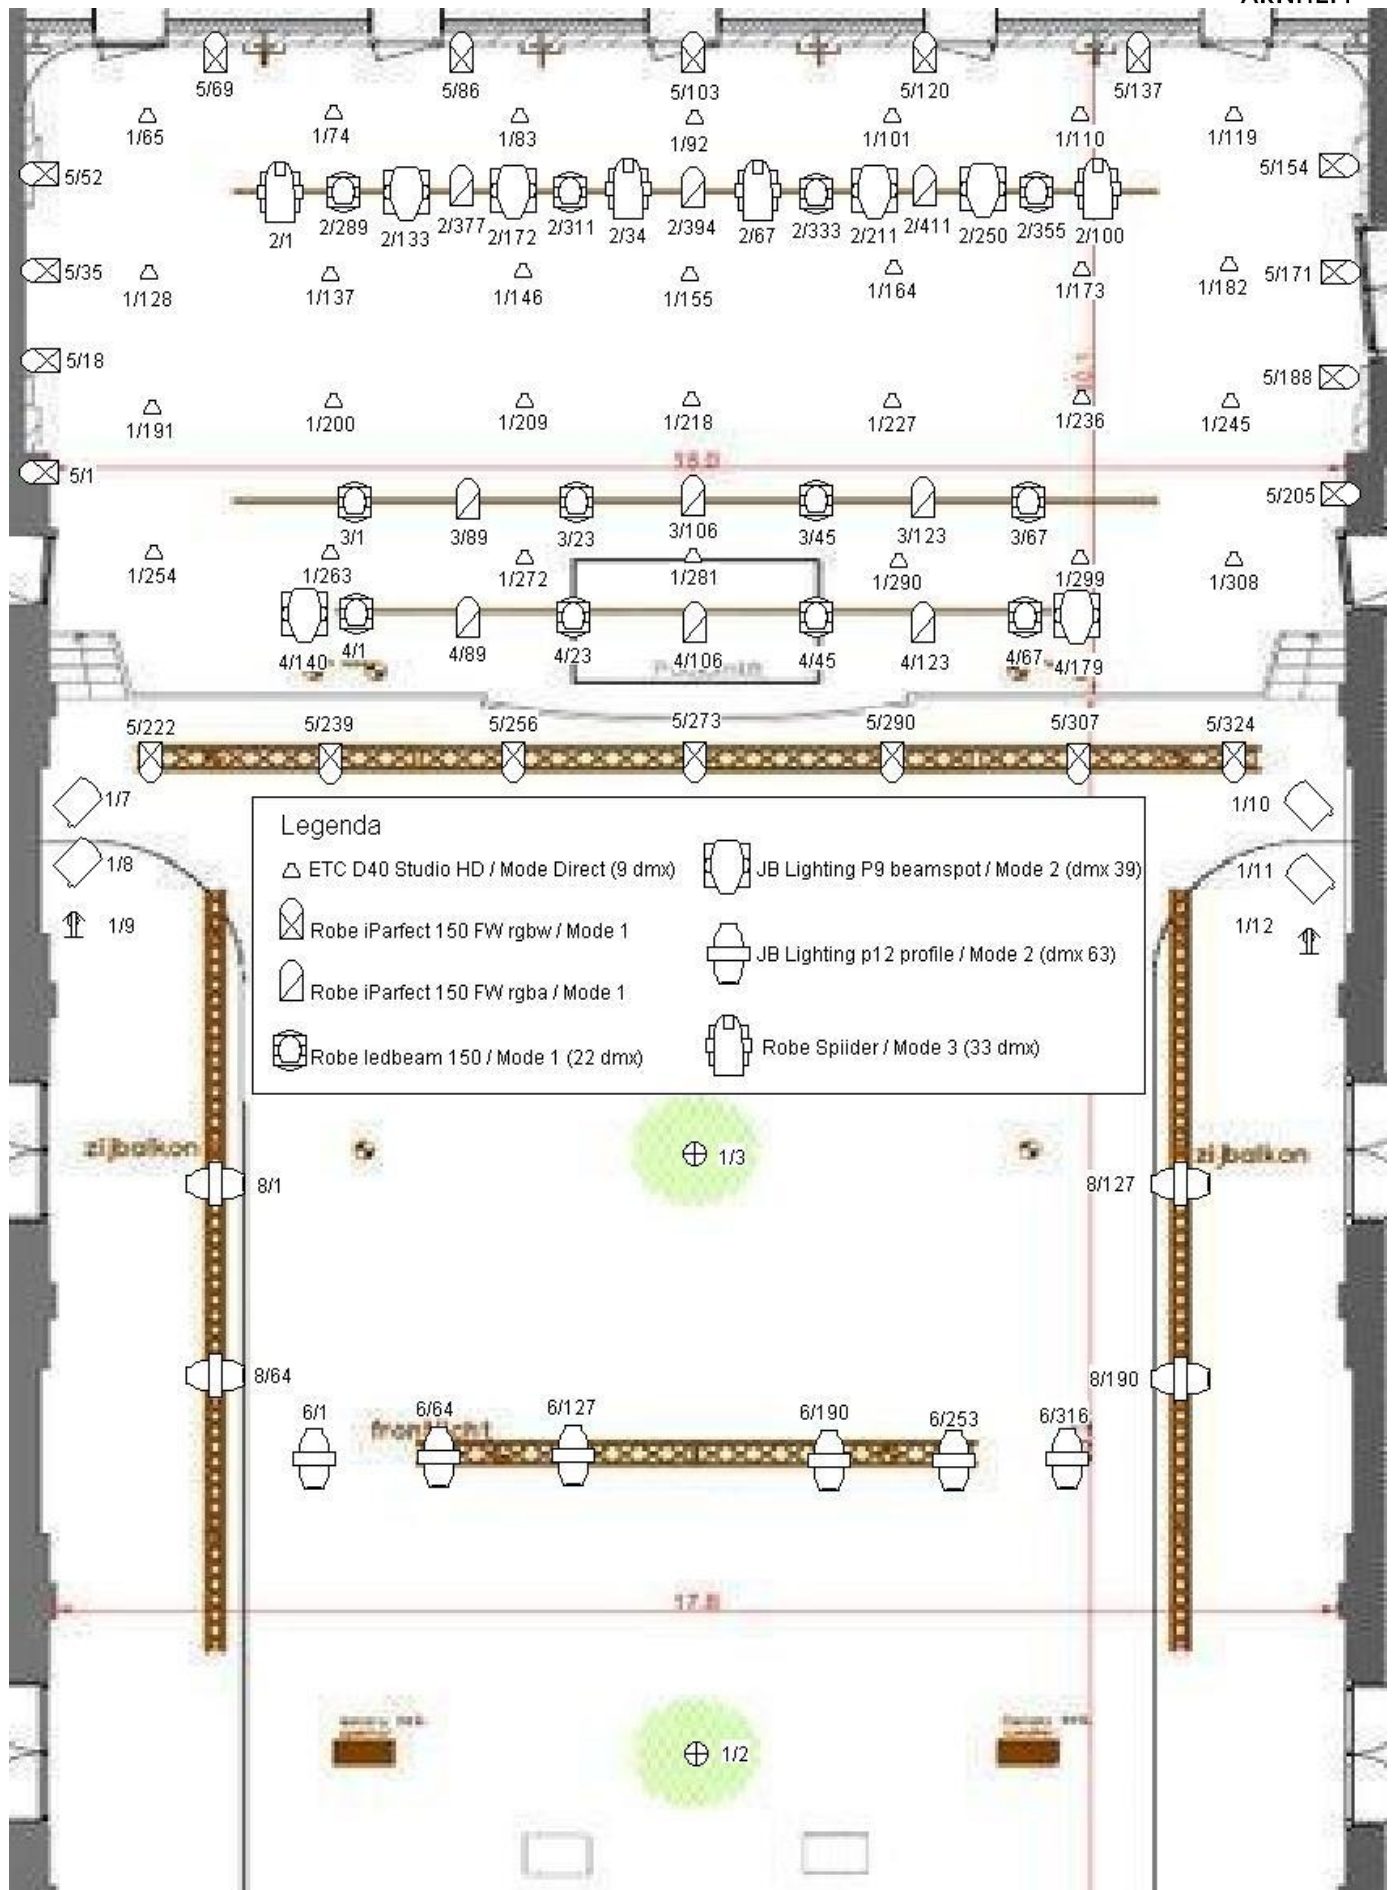 5/69 5/86 5/103 5/120 5/137
1/65 1/74 1/83 1/92 1/101 1/110 1/119
5/52 5/154
2/1 2/289 2/133 2/377 2/172 2/311 2/34 2/394 2/67 2/333 2/211 2/411 2/250 2/355 2/100
5/35 5/171
1/128 1/137 1/146 1/155 1/164 1/173 1/182
5/18 5/188
1/191 1/200 1/209 1/218 1/227 1/236 1/245
5/1 5/205
3/1 3/89 3/23 3/106 3/45 3/123 3/67
1/254 1/263 1/272 1/281 1/290 1/299 1/308
4/140 4/1 4/89 4/23 4/106 4/45 4/123 4/67 4/179
5/222 5/239 5/256 5/273 5/290 5/307 5/324
1/7 1/10
1/8 1/11
1/9 1/12
Legenda
ETC D40 Studio HD / Mode Direct (9 dmx)
Robe iParfect 150 FW rgbw / Mode 1
Robe iParfect 150 FW rgba / Mode 1
Robe ledbeam 150 / Mode 1 (22 dmx)
JB Lighting P9 beamspot / Mode 2 (dmx 39)
JB Lighting p12 profile / Mode 2 (dmx 63)
Robe Spiider / Mode 3 (33 dmx)
zijbalkon 1/3 zijbalkon
8/1 8/127
8/64 8/190
6/1 6/64 6/127 6/190 6/253 6/316
frontlicht
17.8
1/2